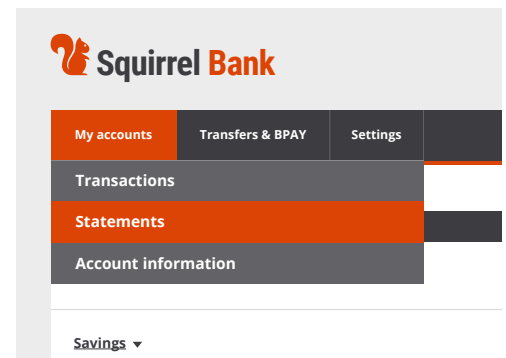 Squirrel Bank
My accounts Transfers & BPAY Settings
Transactions
Statements
Account information
Savings